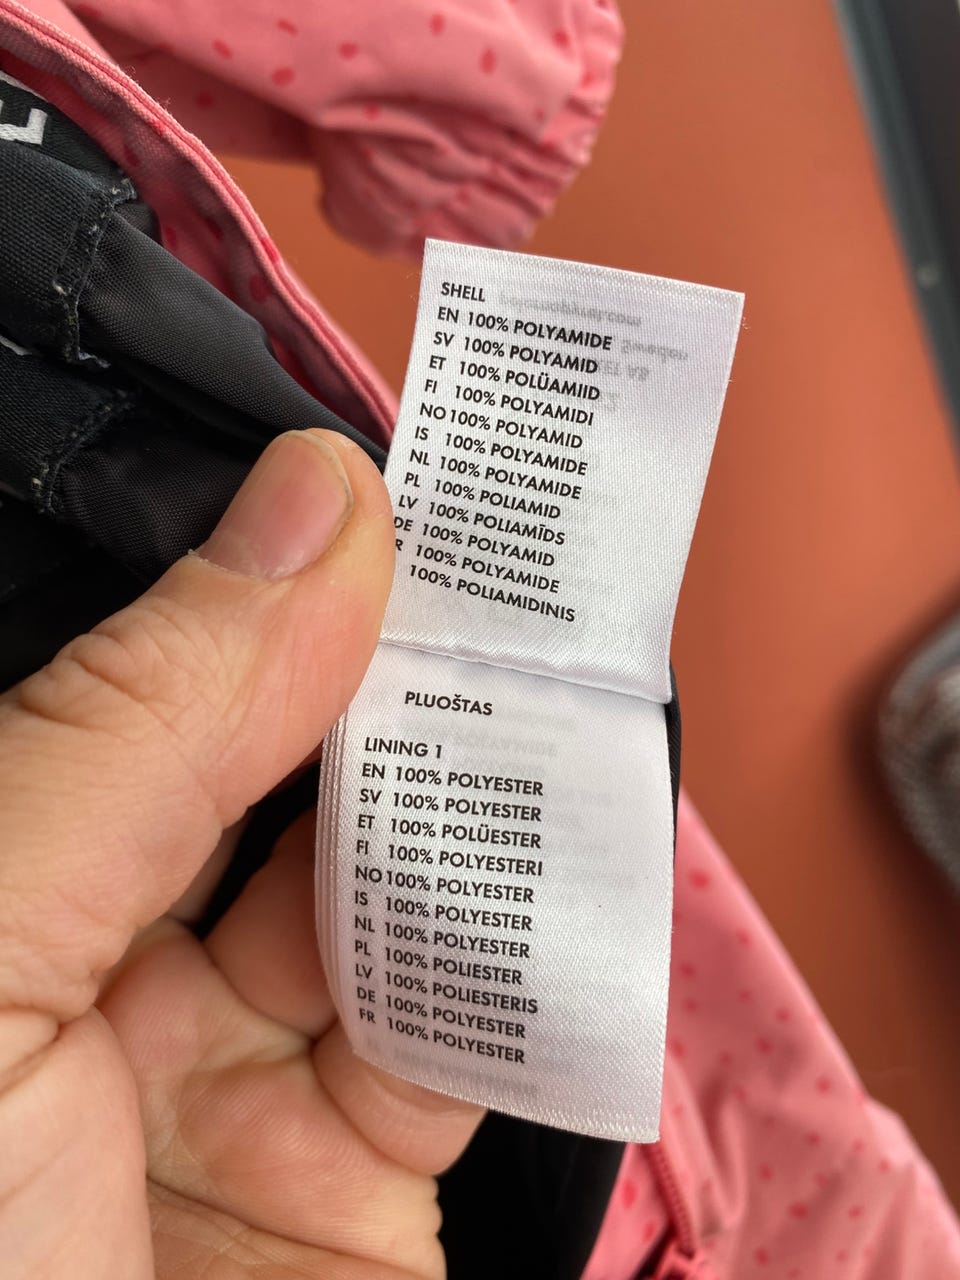 SHELL
EN 100% POLYAMIDE
SV 100% POLYAMID
ET 100% POLÜAMIID
FI 100% POLYAMIDI
NO 100% POLYAMID
IS 100% POLYAMIDE
NL 100% POLYAMIDE
PL 100% POLIAMID
LV 100% POLIAMĪDS
DE 100% POLYAMID
R 100% POLYAMIDE
100% POLIAMIDINIS
PLUOŠTAS
LINING 1
EN 100% POLYESTER
SV 100% POLYESTER
ET 100% POLÜESTER
FI 100% POLYESTERI
NO 100% POLYESTER
IS 100% POLYESTER
NL 100% POLYESTER
PL 100% POLIESTER
LV 100% POLIESTERIS
DE 100% POLYESTER
FR 100% POLYESTER